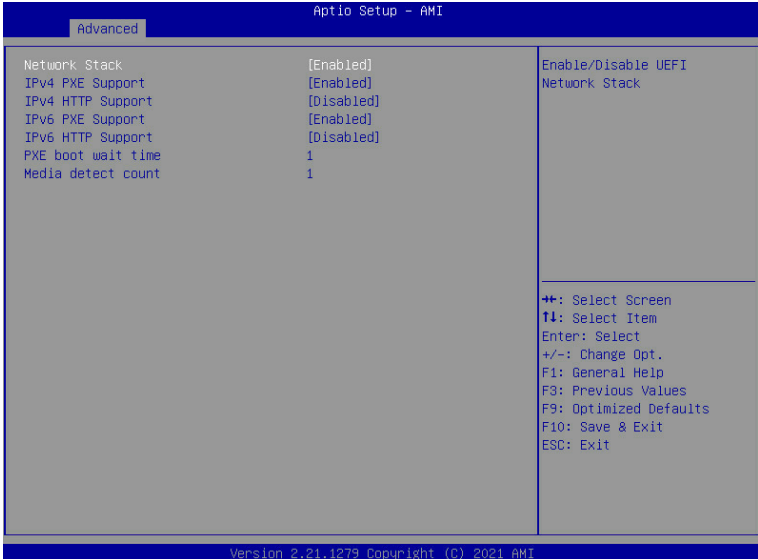 Aptio Setup – AMI
Advanced
Network Stack [Enabled]
IPv4 PXE Support [Enabled]
IPv4 HTTP Support [Disabled]
IPv6 PXE Support [Enabled]
IPv6 HTTP Support [Disabled]
PXE boot wait time 1
Media detect count 1
Enable/Disable UEFI
Network Stack
→←: Select Screen
↑↓: Select Item
Enter: Select
+/-: Change Opt.
F1: General Help
F3: Previous Values
F9: Optimized Defaults
F10: Save & Exit
ESC: Exit
Version 2.21.1279 Copyright (C) 2021 AMI